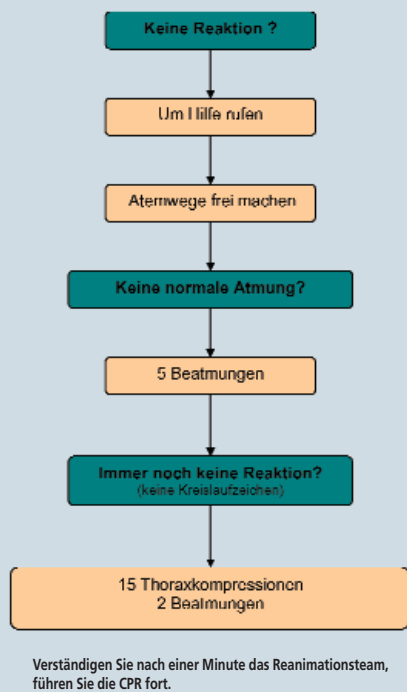 Keine Reaktion ?
Um Hilfe rufen
Atemwege frei machen
Keine normale Atmung?
5 Beatmungen
Immer noch keine Reaktion?
(keine Kreislaufzeichen)
15 Thoraxkompressionen
2 Beatmungen
Verständigen Sie nach einer Minute das Reanimationsteam,
führen Sie die CPR fort.